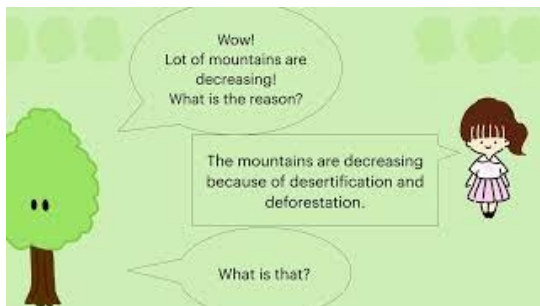 Wow!
Lot of mountains are
decreasing!
What is the reason?
The mountains are decreasing
because of desertification and
deforestation.
What is that?